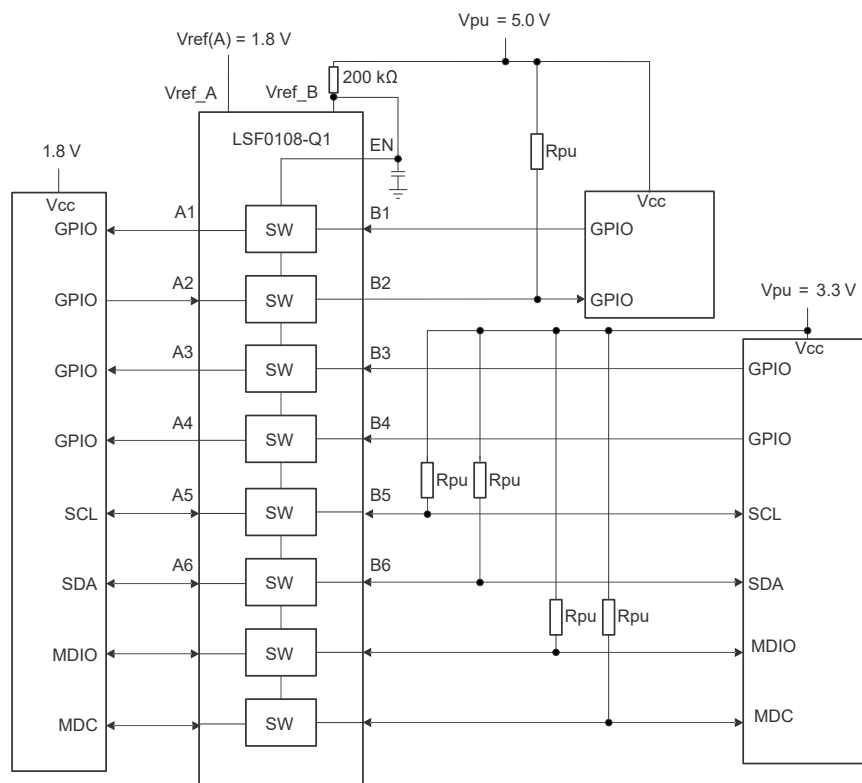 Vpu = 5.0 V
Vref(A) = 1.8 V
200 kΩ
Vref_A
Vref_B
LSF0108-Q1
EN
Rpu
1.8 V
Vcc
Vcc
GPIO
A1
SW
B1
GPIO
GPIO
A2
SW
B2
GPIO
Vpu = 3.3 V
Vcc
GPIO
A3
SW
B3
GPIO
GPIO
A4
SW
B4
GPIO
Rpu
Rpu
SCL
A5
SW
B5
SCL
SDA
A6
SW
B6
SDA
Rpu
Rpu
MDIO
SW
MDIO
MDC
SW
MDC